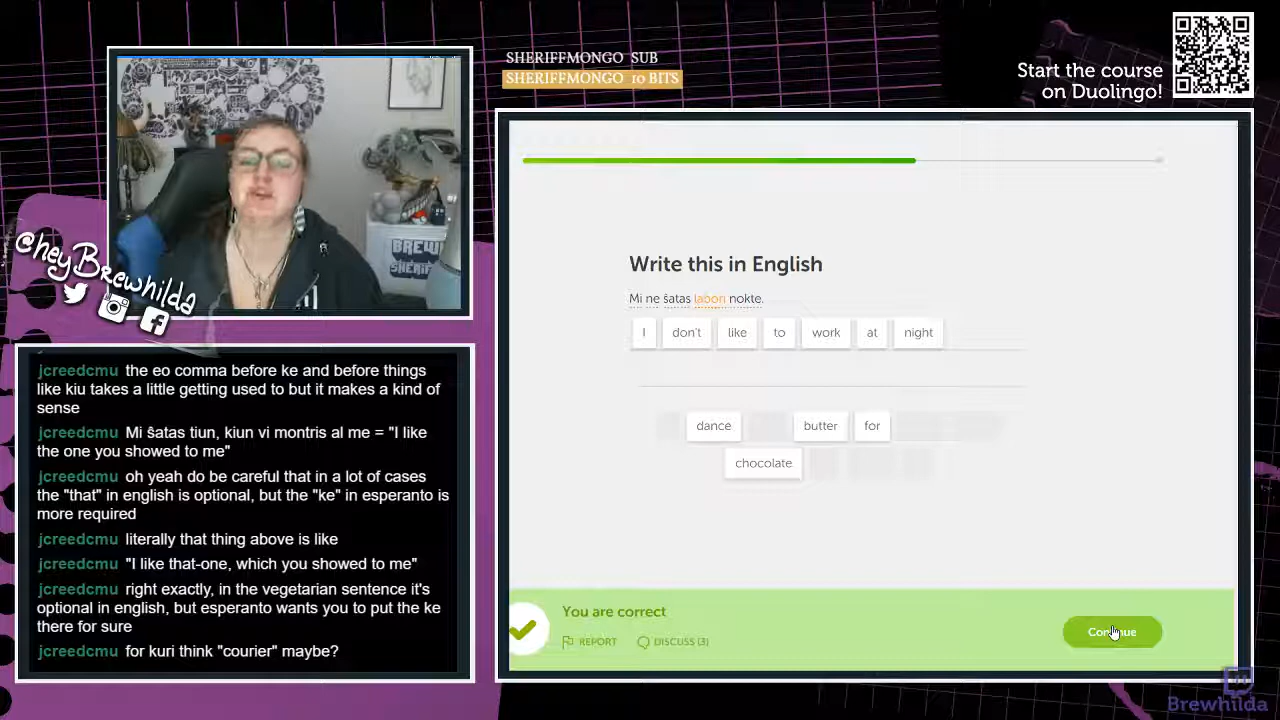 SHERIFFMONGO SUB
SHERIFFMONGO 10 BITS
Start the course
on Duolingo!
@heyBrewhilda
Write this in English
Mi ne ŝatas labori nokte.
I don't like to work at night
dance butter for
chocolate
You are correct
REPORT DISCUSS (3)
Continue
jcreedcmu the eo comma before ke and before things
like kiu takes a little getting used to but it makes a kind of
sense
jcreedcmu Mi ŝatas tiun, kiun vi montris al me = "I like
the one you showed to me"
jcreedcmu oh yeah do be careful that in a lot of cases
the "that" in english is optional, but the "ke" in esperanto is
more required
jcreedcmu literally that thing above is like
jcreedcmu "I like that-one, which you showed to me"
jcreedcmu right exactly, in the vegetarian sentence it's
optional in english, but esperanto wants you to put the ke
there for sure
jcreedcmu for kuri think "courier" maybe?
Brewhilda